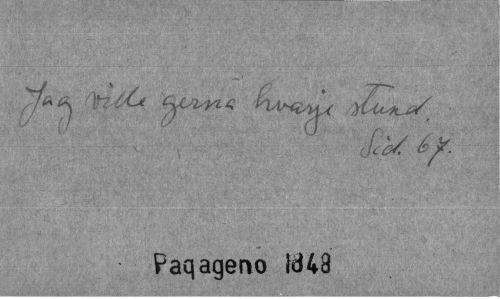 Jag ville gerna hvarje stund.
Sid. 67.
Paqageno 1848